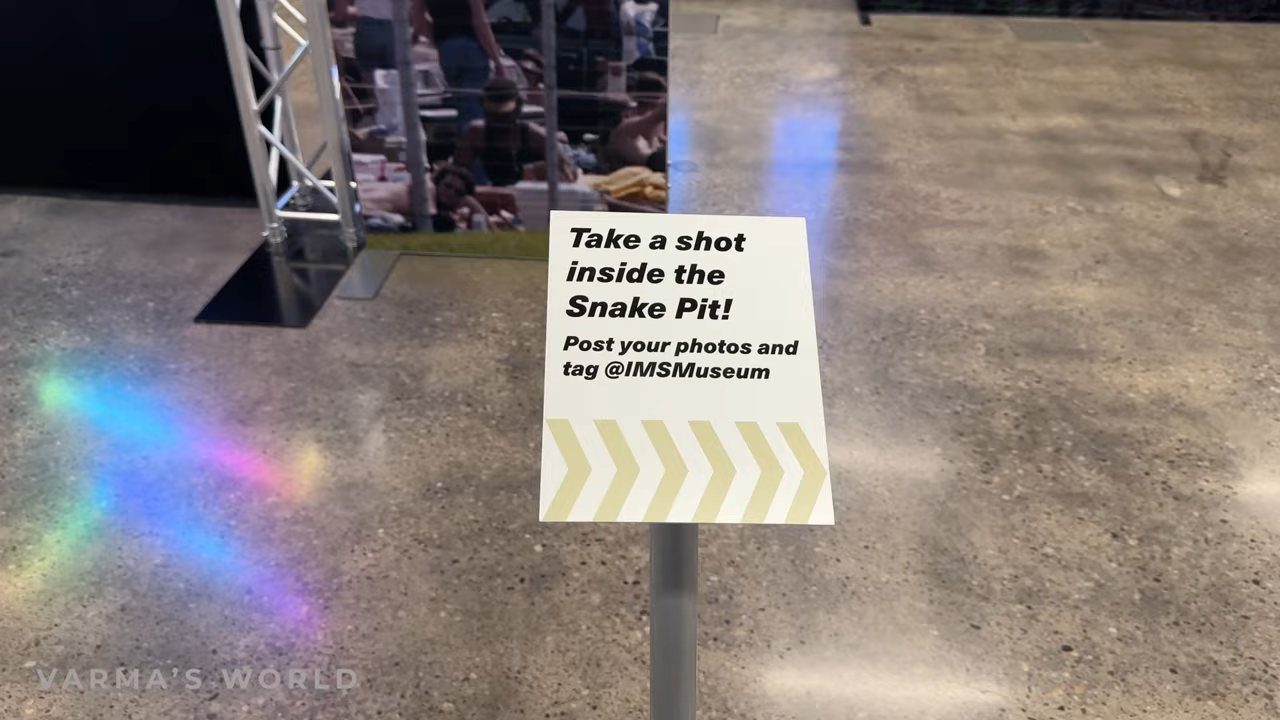 Take a shot
inside the
Snake Pit!
Post your photos and
tag @IMSMuseum
VARMA'S WORLD